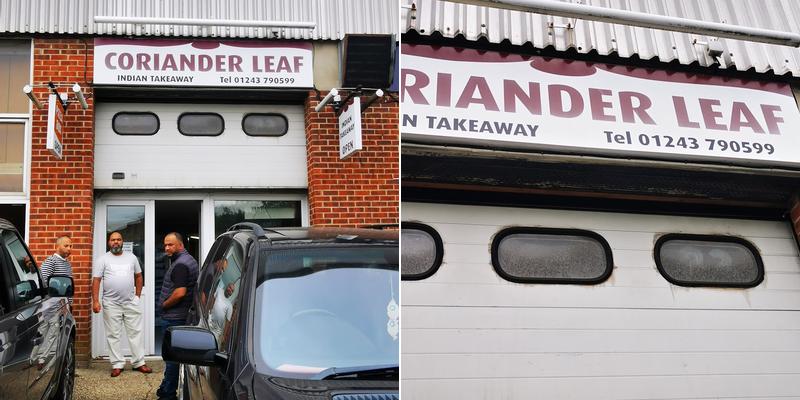 CORIANDER LEAF
INDIAN TAKEAWAY Tel 01243 790599
INDIAN
TAKEAWAY
OPEN
RIANDER LEAF
N TAKEAWAY Tel 01243 790599